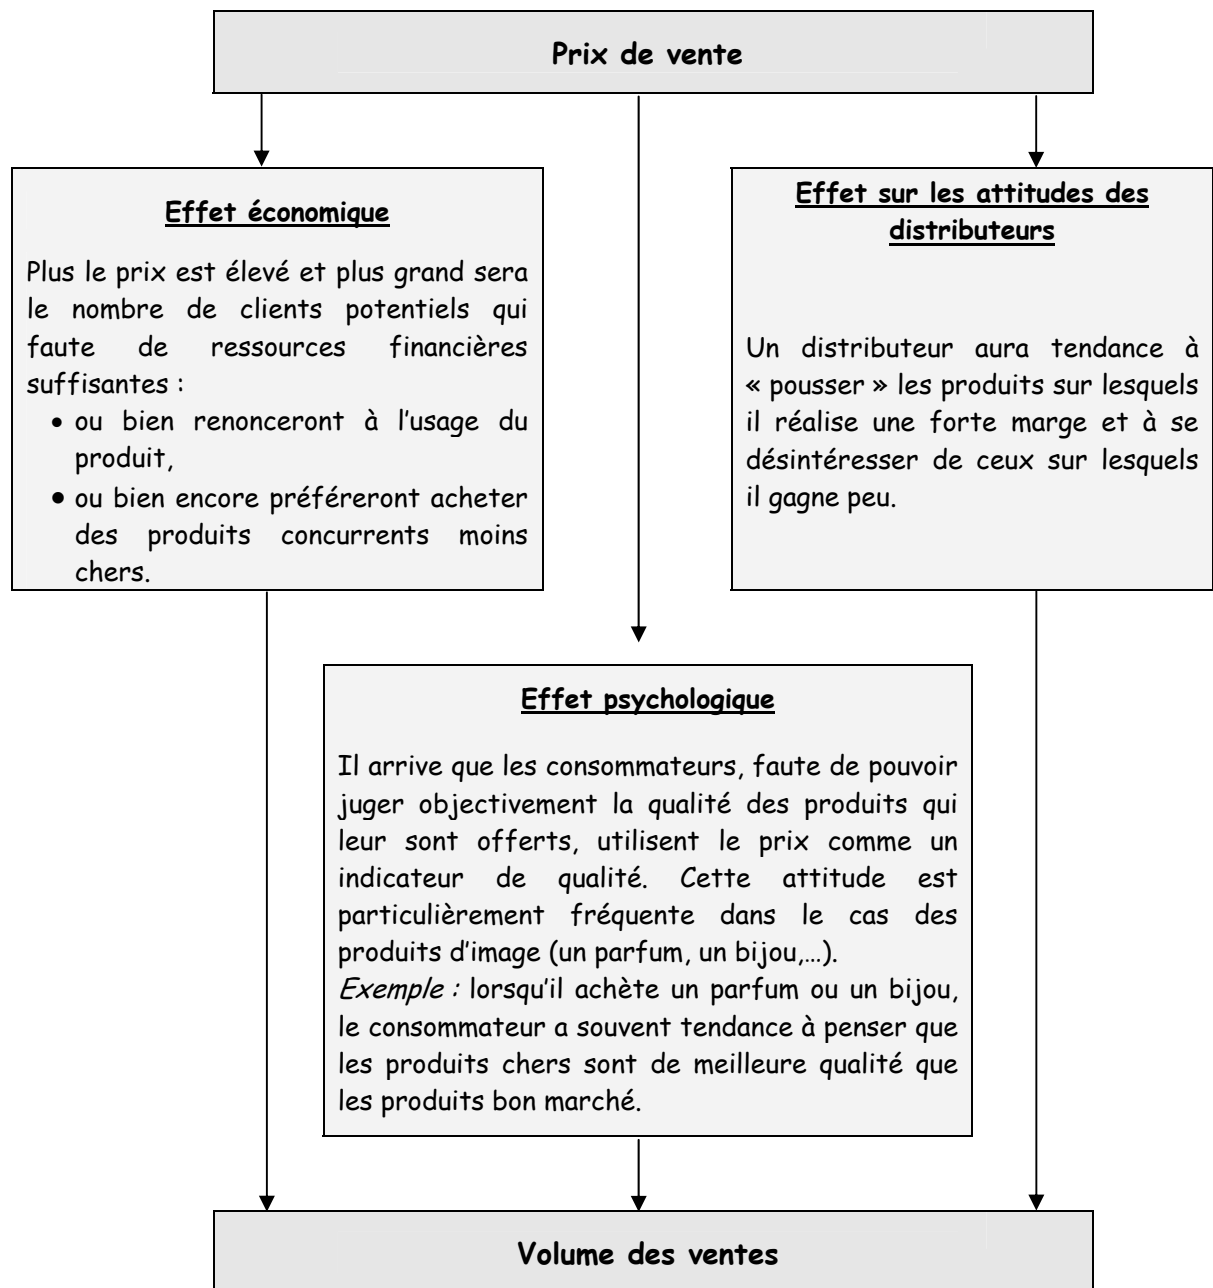 Prix de vente
Effet économique
Plus le prix est élevé et plus grand sera
le nombre de clients potentiels qui
faute de ressources financières
suffisantes :
• ou bien renonceront à l'usage du
produit,
• ou bien encore préféreront acheter
des produits concurrents moins
chers.
Effet sur les attitudes des
distributeurs
Un distributeur aura tendance à
« pousser » les produits sur lesquels
il réalise une forte marge et à se
désintéresser de ceux sur lesquels
il gagne peu.
Effet psychologique
Il arrive que les consommateurs, faute de pouvoir
juger objectivement la qualité des produits qui
leur sont offerts, utilisent le prix comme un
indicateur de qualité. Cette attitude est
particulièrement fréquente dans le cas des
produits d'image (un parfum, un bijou,…).
Exemple : lorsqu'il achète un parfum ou un bijou,
le consommateur a souvent tendance à penser que
les produits chers sont de meilleure qualité que
les produits bon marché.
Volume des ventes